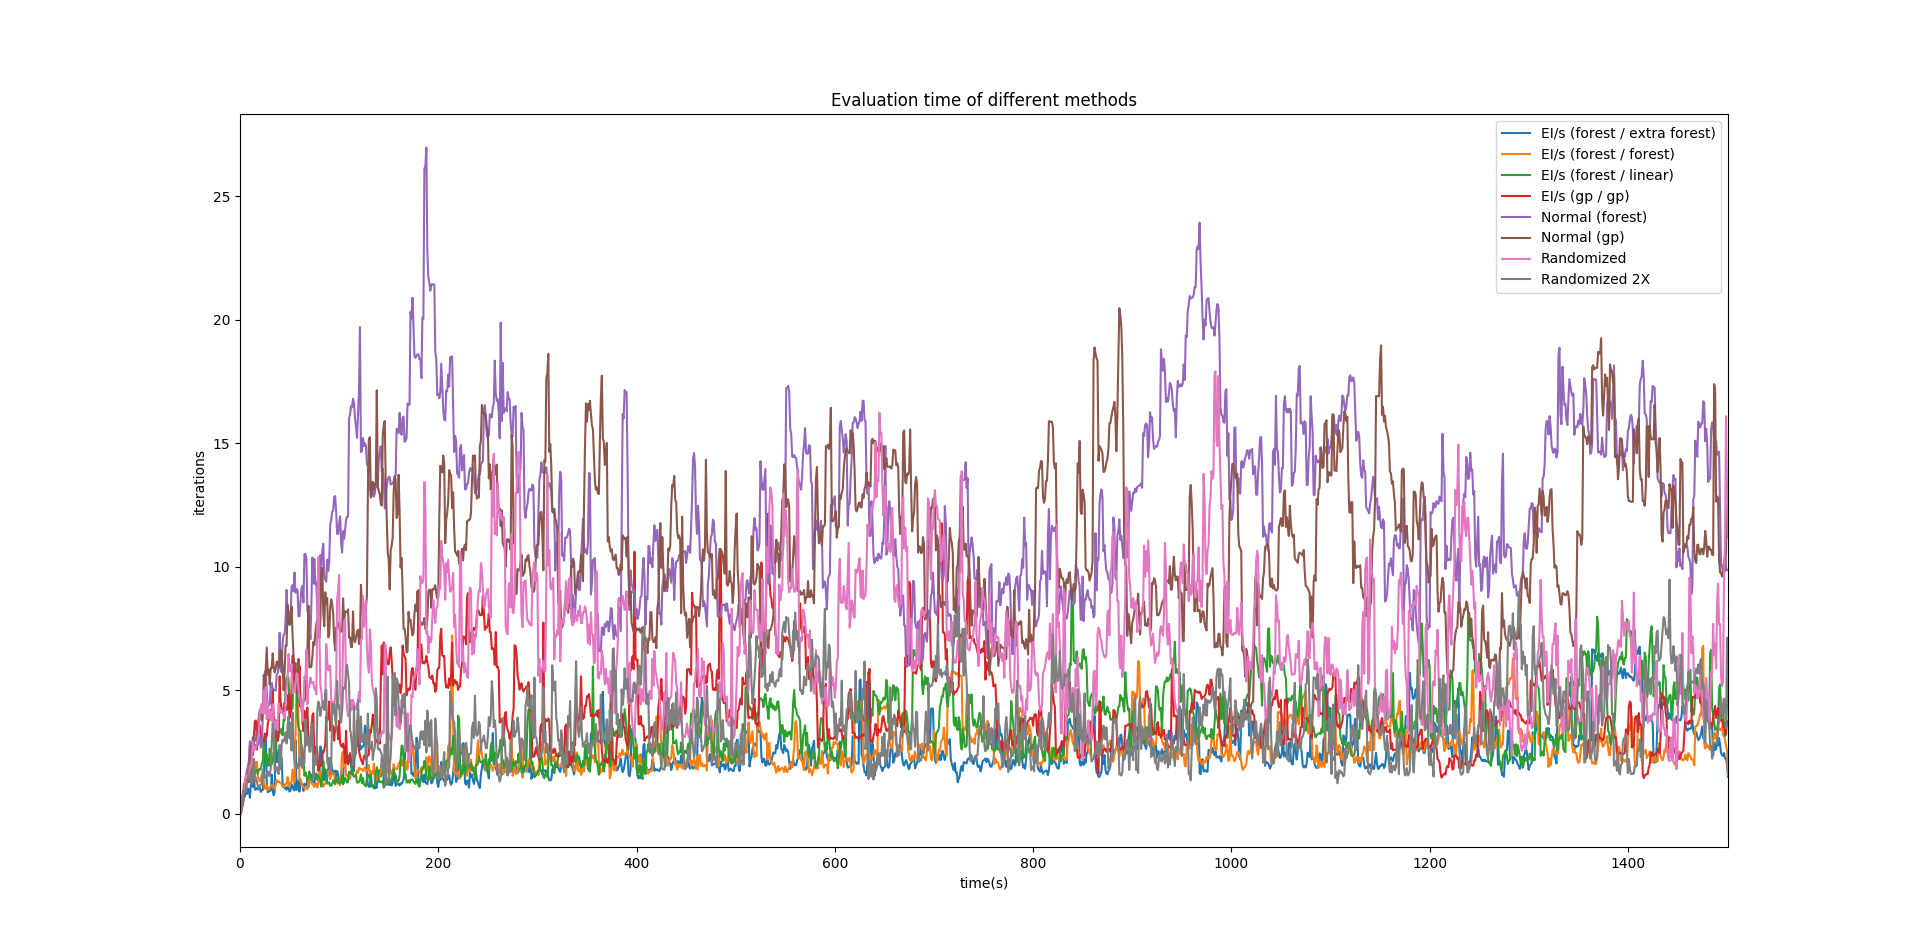 Evaluation time of different methods
EI/s (forest / extra forest)
EI/s (forest / forest)
EI/s (forest / linear)
EI/s (gp / gp)
Normal (forest)
Normal (gp)
Randomized
Randomized 2X
iterations
25
20
15
10
5
0
0 200 400 600 800 1000 1200 1400
time(s)